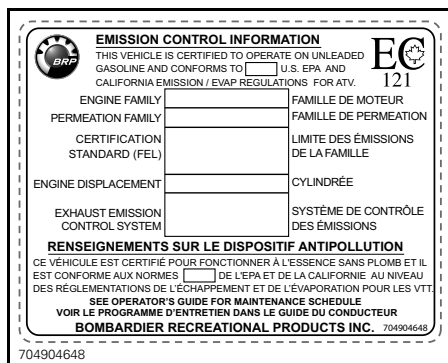 EMISSION CONTROL INFORMATION
BRP
THIS VEHICLE IS CERTIFIED TO OPERATE ON UNLEADED
GASOLINE AND CONFORMS TO U.S. EPA AND
CALIFORNIA EMISSION / EVAP REGULATIONS FOR ATV.
EC
121
ENGINE FAMILY FAMILLE DE MOTEUR
PERMEATION FAMILY FAMILLE DE PERMEATION
CERTIFICATION LIMITE DES ÉMISSIONS
STANDARD (FEL) DE LA FAMILLE
ENGINE DISPLACEMENT CYLINDRÉE
EXHAUST EMISSION SYSTÈME DE CONTRÔLE
CONTROL SYSTEM DES ÉMISSIONS
RENSEIGNEMENTS SUR LE DISPOSITIF ANTIPOLLUTION
CE VÉHICULE EST CERTIFIÉ POUR FONCTIONNER À L'ESSENCE SANS PLOMB ET IL
EST CONFORME AUX NORMES DE L'EPA ET DE LA CALIFORNIE AU NIVEAU
DES RÉGLEMENTATIONS DE L'ÉCHAPPEMENT ET DE L'ÉVAPORATION POUR LES VTT.
SEE OPERATOR'S GUIDE FOR MAINTENANCE SCHEDULE
VOIR LE PROGRAMME D'ENTRETIEN DANS LE GUIDE DU CONDUCTEUR
BOMBARDIER RECREATIONAL PRODUCTS INC. 704904648
704904648